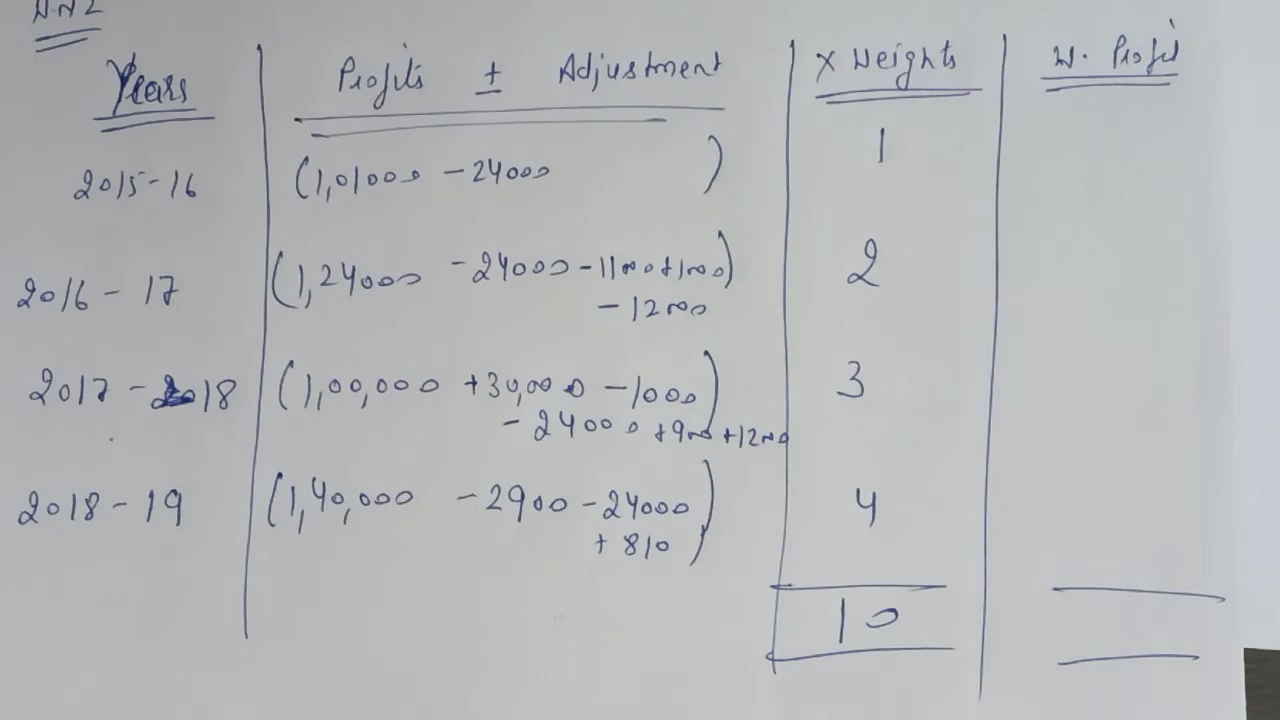 Years Profits ± Adjustment × Weights W. Profit
2015-16 (1,01000 - 24000 ) 1
2016 - 17 (1,24000 - 24000 - 1100+1000) 2
- 1200
2017 - 2018 (1,00,000 +30,000 - 1000) 3
- 24000 +900 +1200
2018 - 19 (1,40,000 - 2900 - 24000 4
+ 810 )
10